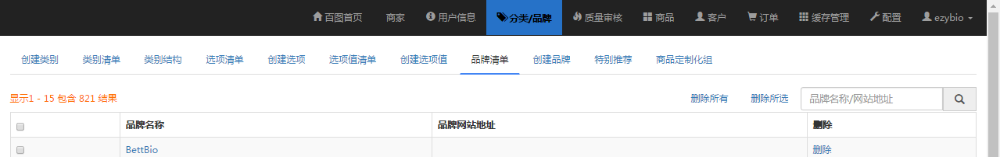 百图首页 商家 用户信息 分类/品牌 质量审核 商品 客户 订单 缓存管理 配置 ezybio
创建类别 类别清单 类别结构 选项清单 创建选项 选项值清单 创建选项值 品牌清单 创建品牌 特别推荐 商品定制化组
显示1 - 15 包含 821 结果 删除所有 删除所选 品牌名称/网站地址
品牌名称 品牌网站地址 删除
BettBio 删除